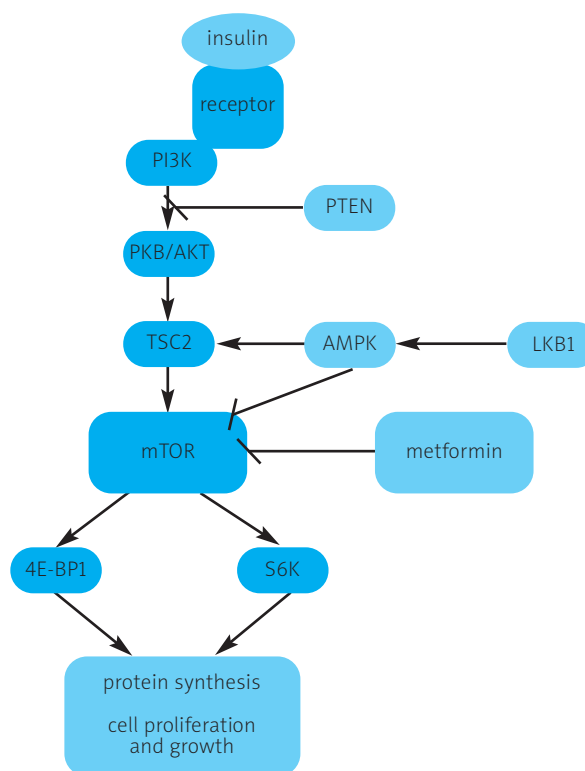 insulin
receptor
PI3K
PTEN
PKB/AKT
TSC2
AMPK
LKB1
mTOR
metformin
4E-BP1
S6K
protein synthesis
cell proliferation
and growth